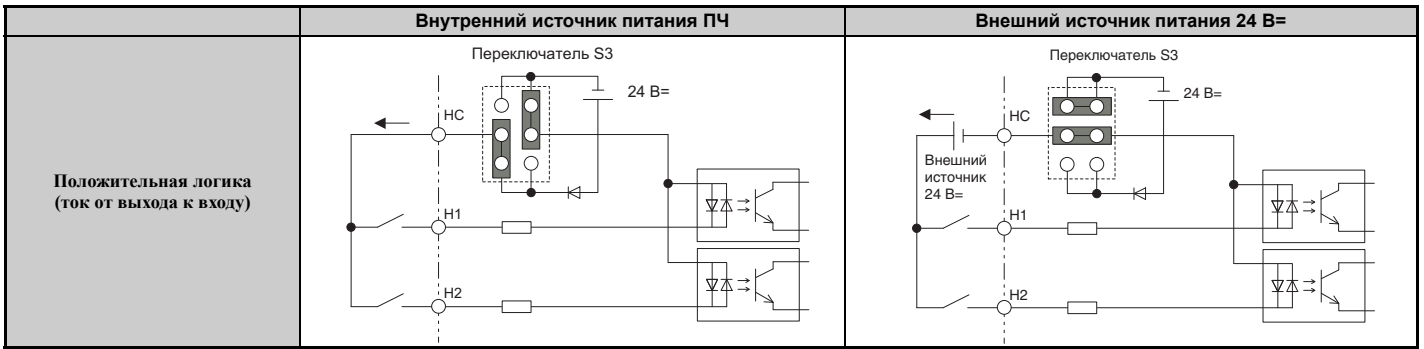 Внутренний источник питания ПЧ
Внешний источник питания 24 В=
Положительная логика
(ток от выхода к входу)
Переключатель S3
24 В=
HC
H1
H2
Переключатель S3
24 В=
HC
Внешний
источник
24 В=
H1
H2